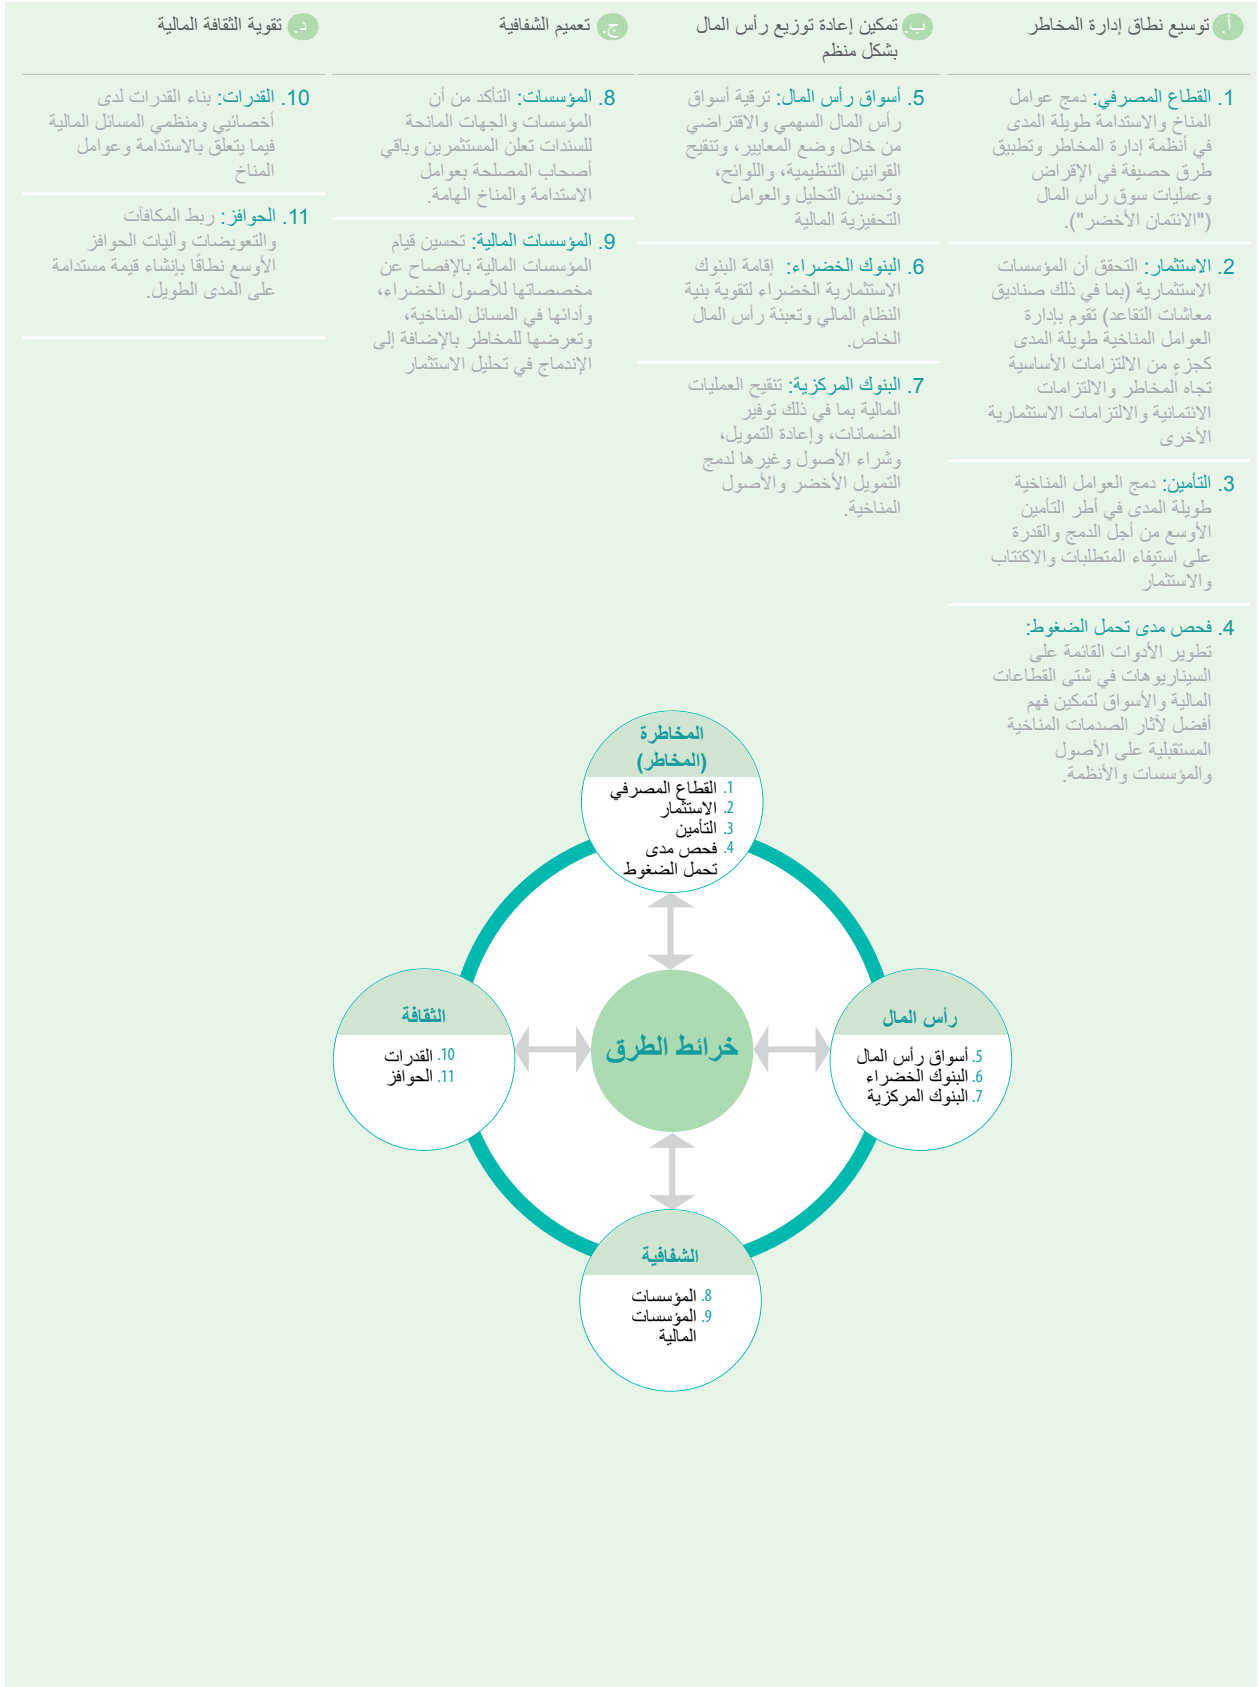 أ. توسيع نطاق إدارة المخاطر
1. القطاع المصرفي: دمج عوامل
المناخ والاستدامة طويلة المدى
في أنظمة إدارة المخاطر وتطبيق
طرق حصيفة في الإقراض
وعمليات سوق رأس المال
("الائتمان الأخضر").
2. الاستثمار: التحقق أن المؤسسات
الاستثمارية (بما في ذلك صناديق
معاشات التقاعد) تقوم بإدارة
العوامل المناخية طويلة المدى
كجزءٍ من الالتزامات الأساسية
تجاه المخاطر والالتزامات
الائتمانية والالتزامات الاستثمارية
الأخرى
3. التأمين: دمج العوامل المناخية
طويلة المدى في أطر التأمين
الأوسع من أجل الدمج والقدرة
على استيفاء المتطلبات والاكتتاب
والاستثمار
4. فحص مدى تحمل الضغوط:
تطوير الأدوات القائمة على
السيناريوهات في شتى القطاعات
المالية والأسواق لتمكين فهم
أفضل لآثار الصدمات المناخية
المستقبلية على الأصول
والمؤسسات والأنظمة.
ب. تمكين إعادة توزيع رأس المال
بشكل منظم
5. أسواق رأس المال: ترقية أسواق
رأس المال السهمي والاقتراضي
من خلال وضع المعايير، وتنقيح
القوانين التنظيمية، واللوائح،
وتحسين التحليل والعوامل
التحفيزية المالية
6. البنوك الخضراء: إقامة البنوك
الاستثمارية الخضراء لتقوية بنية
النظام المالي وتعبئة رأس المال
الخاص.
7. البنوك المركزية: تنقيح العمليات
المالية بما في ذلك توفير
الضمانات، وإعادة التمويل،
وشراء الأصول وغيرها لدمج
التمويل الأخضر والأصول
المناخية.
ج. تعميم الشفافية
8. المؤسسات: التأكد من أن
المؤسسات والجهات المانحة
للسندات تعلن المستثمرين وباقي
أصحاب المصلحة بعوامل
الاستدامة والمناخ الهامة.
9. المؤسسات المالية: تحسين قيام
المؤسسات المالية بالإفصاح عن
مخصصاتها للأصول الخضراء،
وأدائها في المسائل المناخية،
وتعرضها للمخاطر بالإضافة إلى
الإندماج في تحليل الاستثمار
د. تقوية الثقافة المالية
10. القدرات: بناء القدرات لدى
أخصائيي ومنظمي المسائل المالية
فيما يتعلق بالاستدامة وعوامل
المناخ
11. الحوافز: ربط المكافآت
والتعويضات وآليات الحوافز
الأوسع نطاقًا بإنشاء قيمة مستدامة
على المدى الطويل.
المخاطرة
(المخاطر)
1. القطاع المصرفي
2. الاستثمار
3. التأمين
4. فحص مدى
تحمل الضغوط
رأس المال
5. أسواق رأس المال
6. البنوك الخضراء
7. البنوك المركزية
خرائط الطرق
الثقافة
10. القدرات
11. الحوافز
الشفافية
8. المؤسسات
9. المؤسسات
المالية